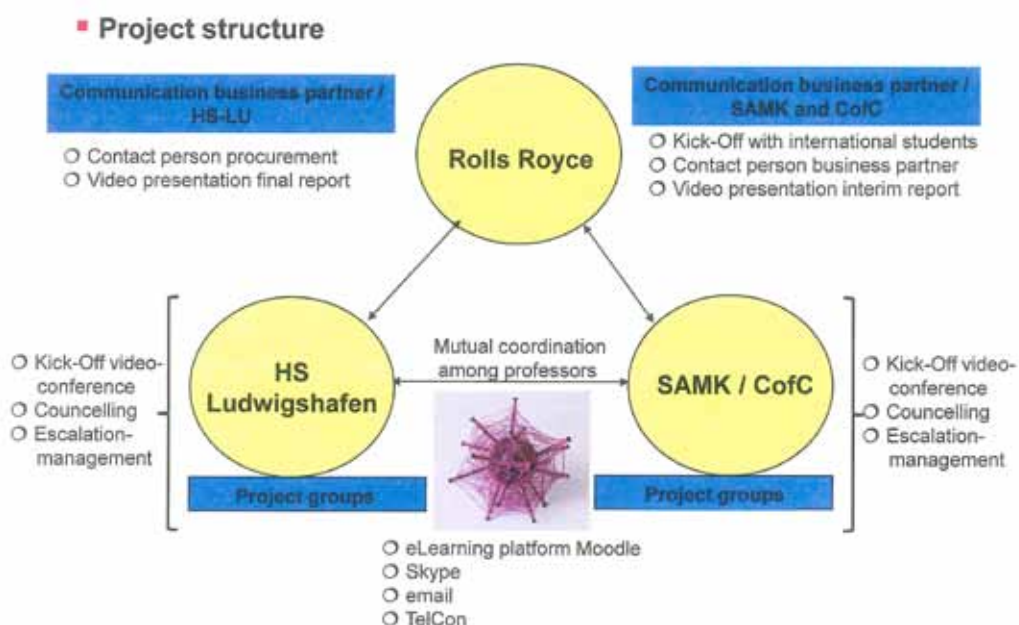 Project structure
Communication business partner /
HS-LU
Contact person procurement
Video presentation final report
Rolls Royce
Communication business partner /
SAMK and CofC
Kick-Off with international students
Contact person business partner
Video presentation interim report
Kick-Off video-
conference
Councelling
Escalation-
management
HS
Ludwigshafen
Project groups
Mutual coordination
among professors
SAMK / CofC
Project groups
Kick-Off video-
conference
Councelling
Escalation-
management
eLearning platform Moodle
Skype
email
TelCon